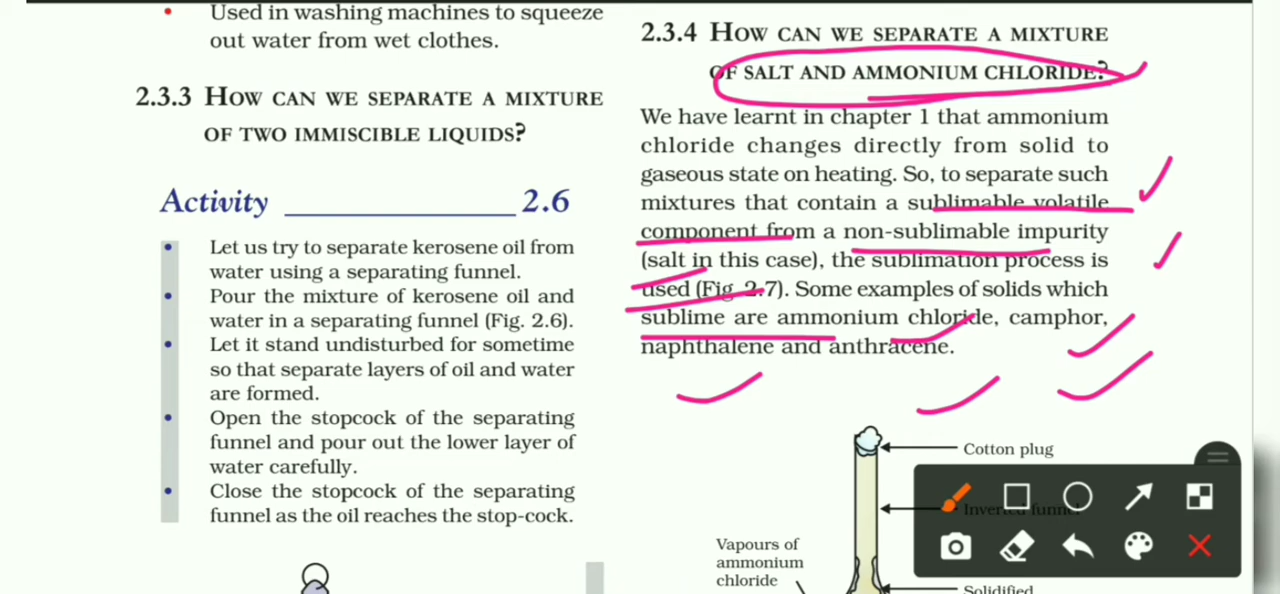 Used in washing machines to squeeze
out water from wet clothes.
2.3.3 HOW CAN WE SEPARATE A MIXTURE
OF TWO IMMISCIBLE LIQUIDS?
Activity ______________ 2.6
Let us try to separate kerosene oil from
water using a separating funnel.
Pour the mixture of kerosene oil and
water in a separating funnel (Fig. 2.6).
Let it stand undisturbed for sometime
so that separate layers of oil and water
are formed.
Open the stopcock of the separating
funnel and pour out the lower layer of
water carefully.
Close the stopcock of the separating
funnel as the oil reaches the stop-cock.
2.3.4 HOW CAN WE SEPARATE A MIXTURE
OF SALT AND AMMONIUM CHLORIDE?
We have learnt in chapter 1 that ammonium
chloride changes directly from solid to
gaseous state on heating. So, to separate such
mixtures that contain a sublimable volatile
component from a non-sublimable impurity
(salt in this case), the sublimation process is
used (Fig. 2.7). Some examples of solids which
sublime are ammonium chloride, camphor,
naphthalene and anthracene.
Cotton plug
Inverted funnel
Vapours of
ammonium
chloride
Solidified